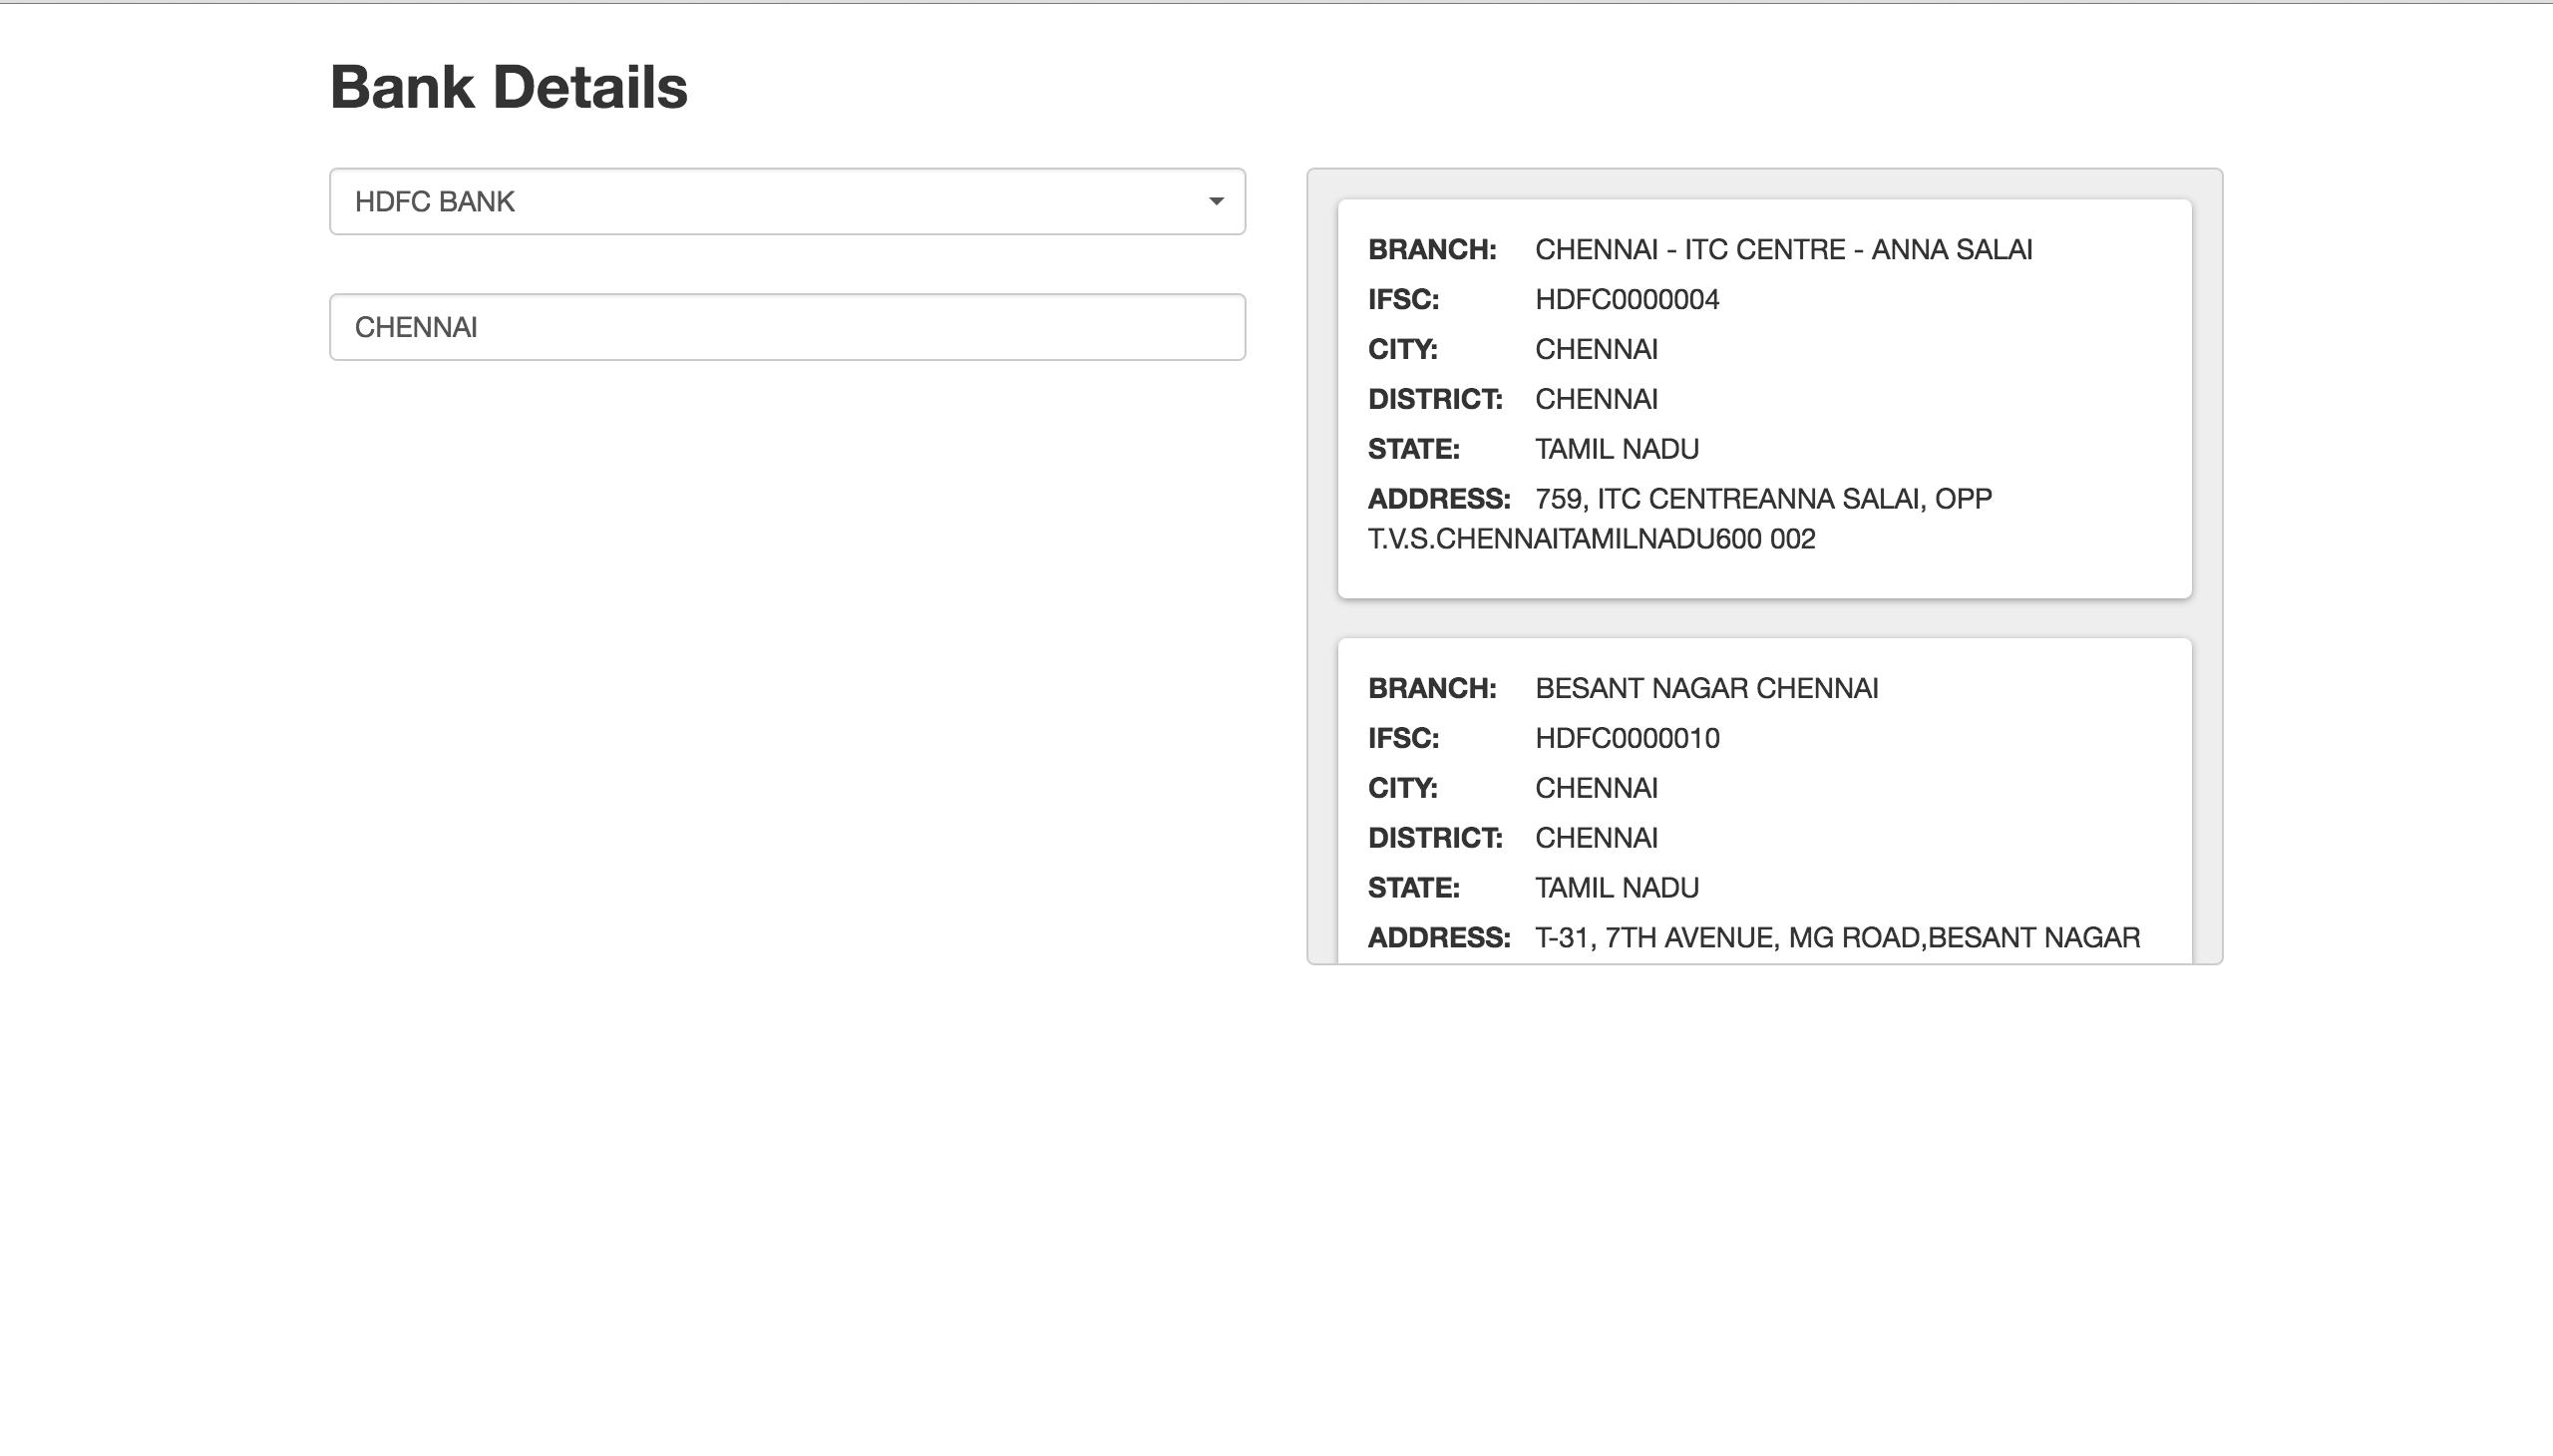 Bank Details
HDFC BANK
CHENNAI
BRANCH: CHENNAI - ITC CENTRE - ANNA SALAI
IFSC: HDFC0000004
CITY: CHENNAI
DISTRICT: CHENNAI
STATE: TAMIL NADU
ADDRESS: 759, ITC CENTREANNA SALAI, OPP
T.V.S.CHENNAITAMILNADU600 002
BRANCH: BESANT NAGAR CHENNAI
IFSC: HDFC0000010
CITY: CHENNAI
DISTRICT: CHENNAI
STATE: TAMIL NADU
ADDRESS: T-31, 7TH AVENUE, MG ROAD,BESANT NAGAR